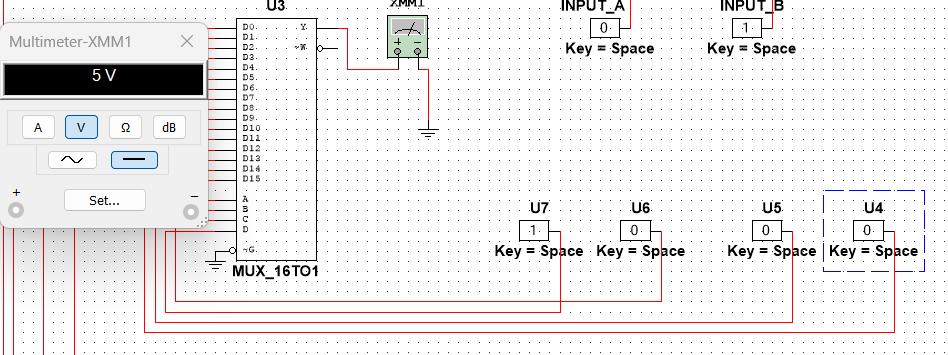 U3
XMM1
INPUT_A
INPUT_B
0
1
Key = Space
Key = Space
Multimeter-XMM1
5 V
A
V
Ω
dB
+
−
Set...
D0
D1
D2
D3
D4
D5
D6
D7
D8
D9
D10
D11
D12
D13
D14
D15
A
B
C
D
~G
Y
~W
MUX_16TO1
+
−
U7
U6
U5
U4
1
0
0
0
Key = Space
Key = Space
Key = Space
Key = Space